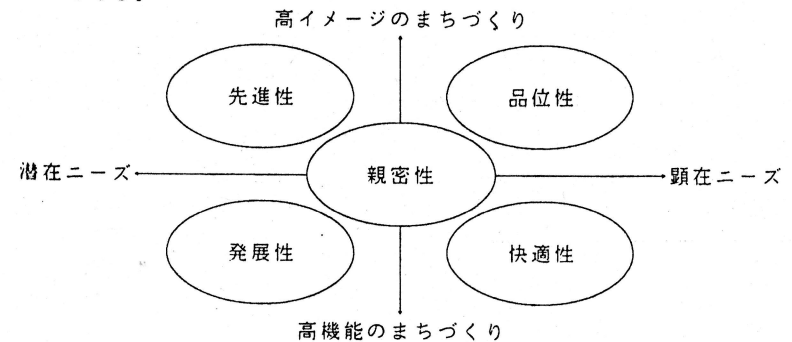 高イメージのまちづくり
先進性
品位性
潜在ニーズ
親密性
顕在ニーズ
発展性
快適性
高機能のまちづくり